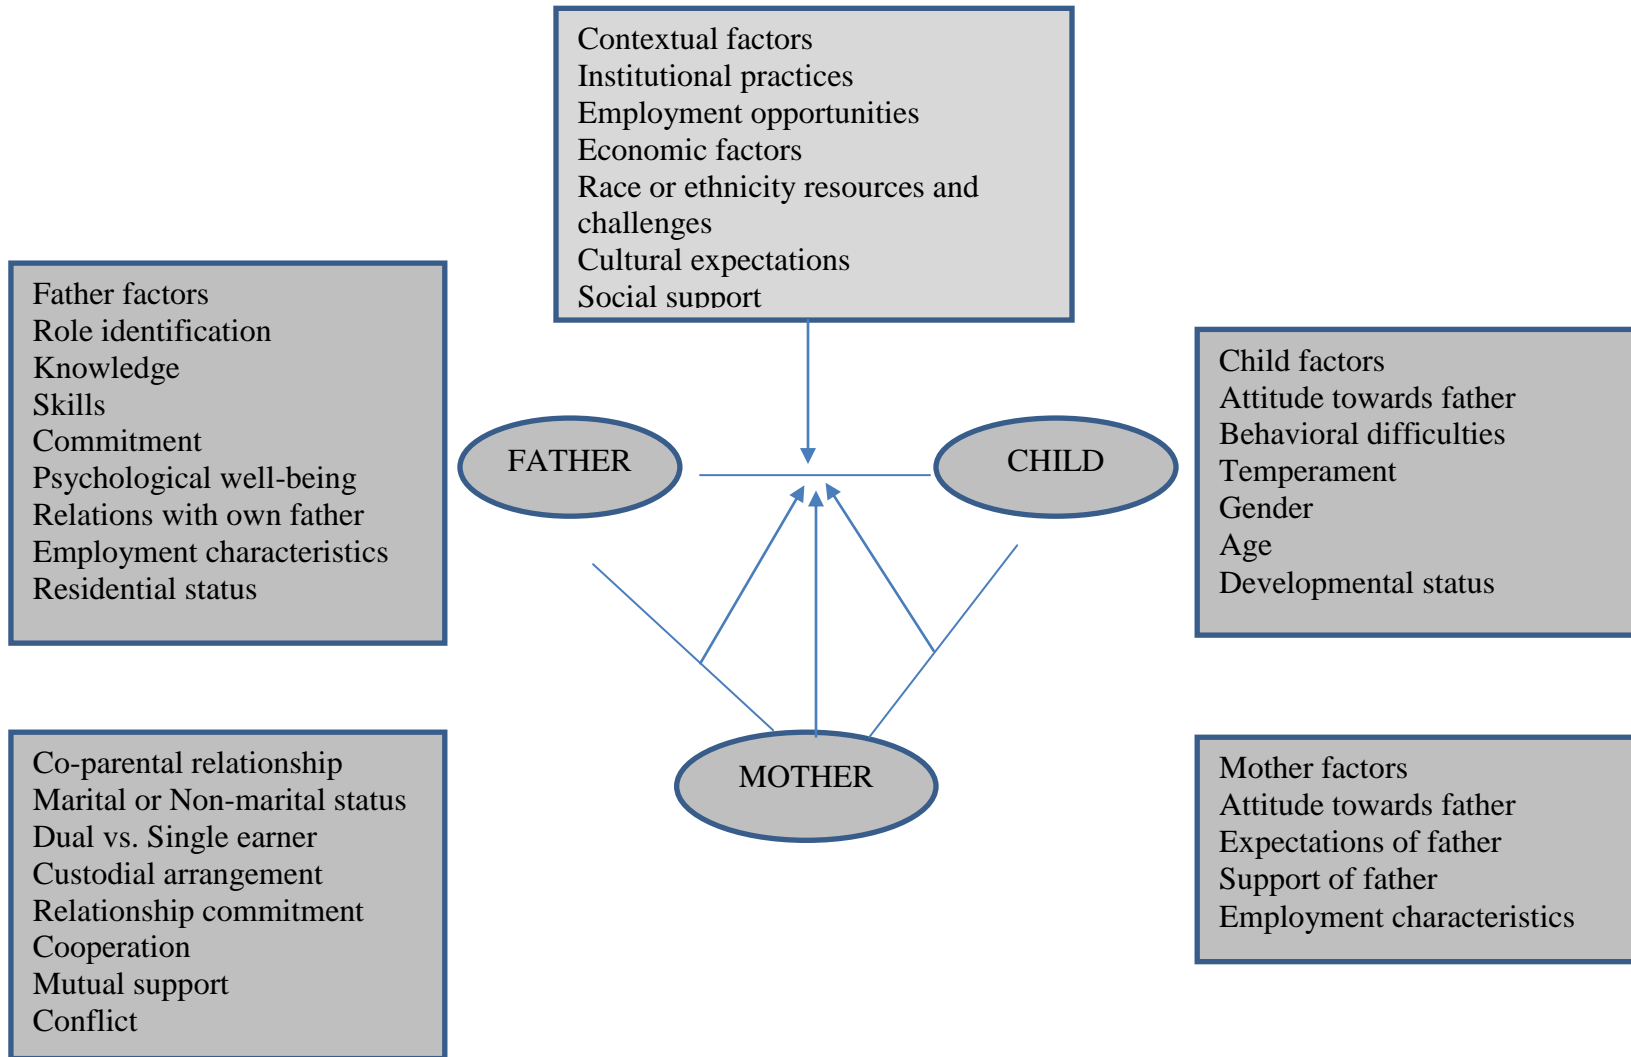 Contextual factors
Institutional practices
Employment opportunities
Economic factors
Race or ethnicity resources and
challenges
Cultural expectations
Social support
Father factors
Role identification
Knowledge
Skills
Commitment
Psychological well-being
Relations with own father
Employment characteristics
Residential status
FATHER
CHILD
Child factors
Attitude towards father
Behavioral difficulties
Temperament
Gender
Age
Developmental status
MOTHER
Co-parental relationship
Marital or Non-marital status
Dual vs. Single earner
Custodial arrangement
Relationship commitment
Cooperation
Mutual support
Conflict
Mother factors
Attitude towards father
Expectations of father
Support of father
Employment characteristics